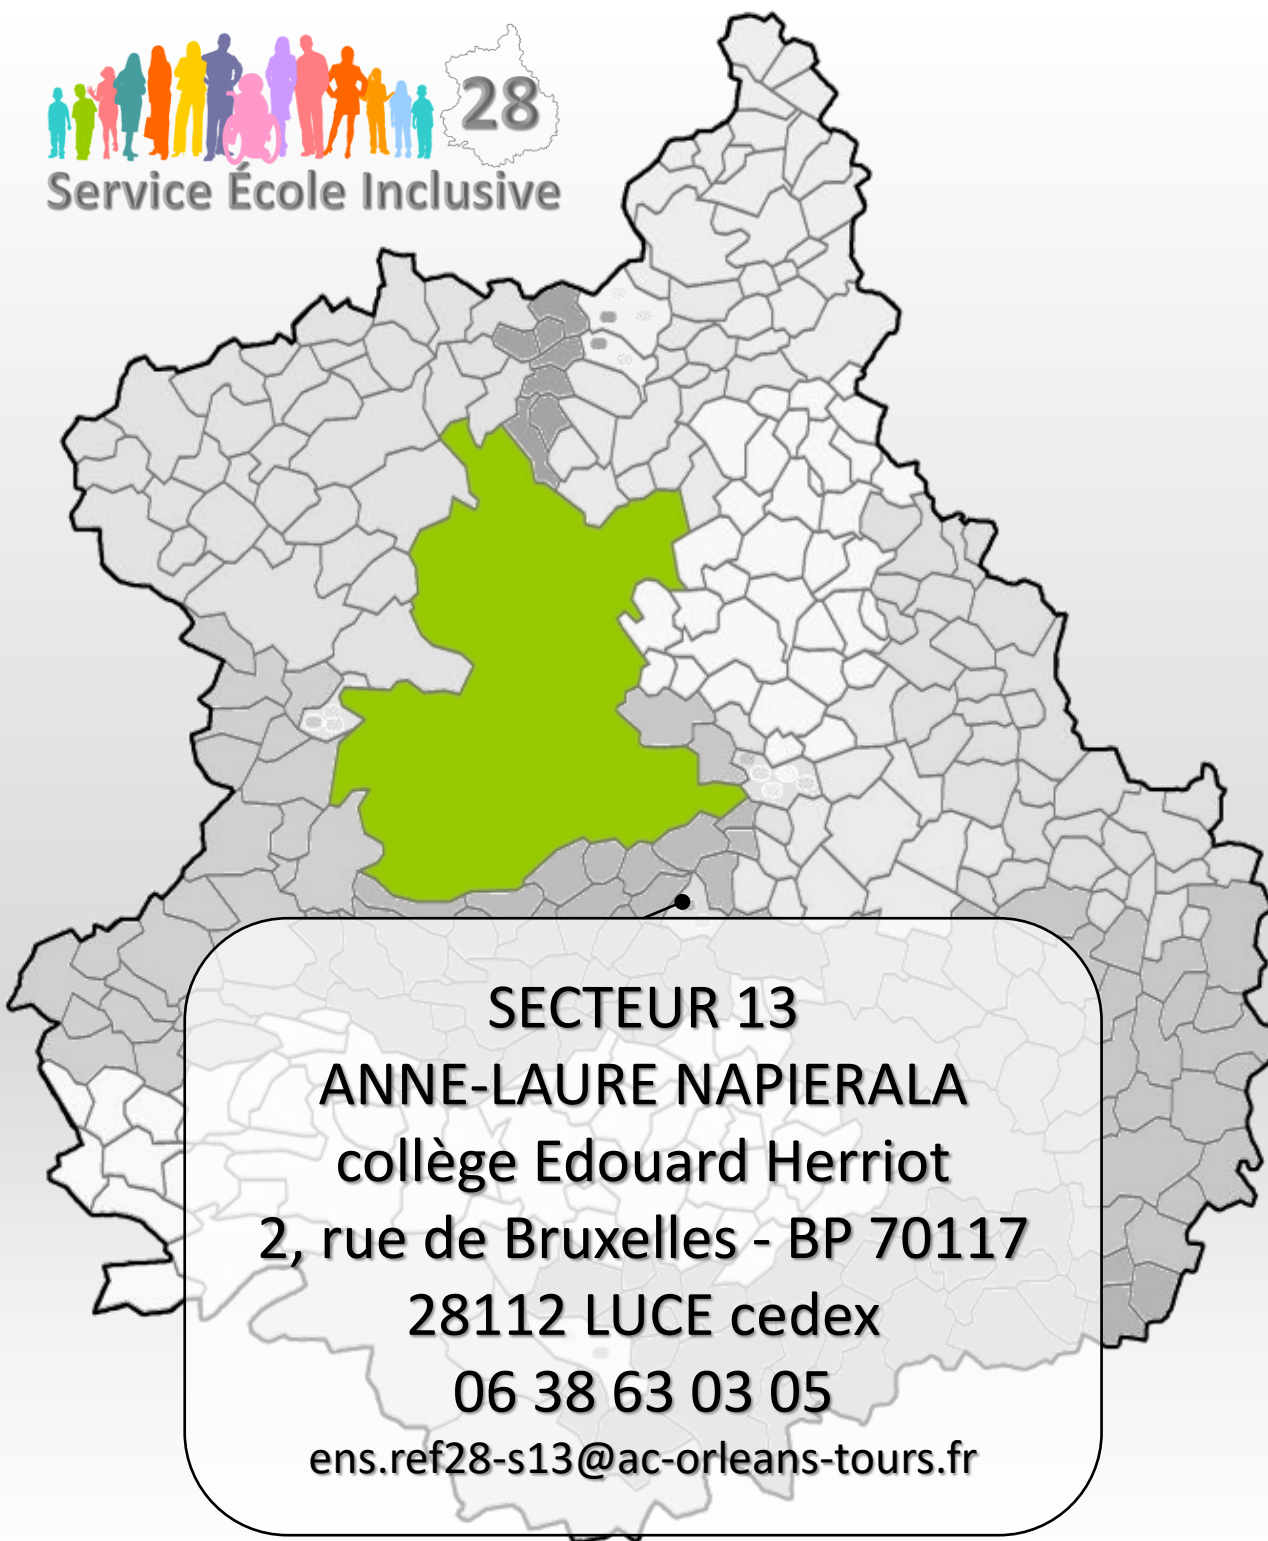 28
Service École Inclusive
SECTEUR 13
ANNE-LAURE NAPIERALA
collège Edouard Herriot
2, rue de Bruxelles - BP 70117
28112 LUCE cedex
06 38 63 03 05
ens.ref28-s13@ac-orleans-tours.fr